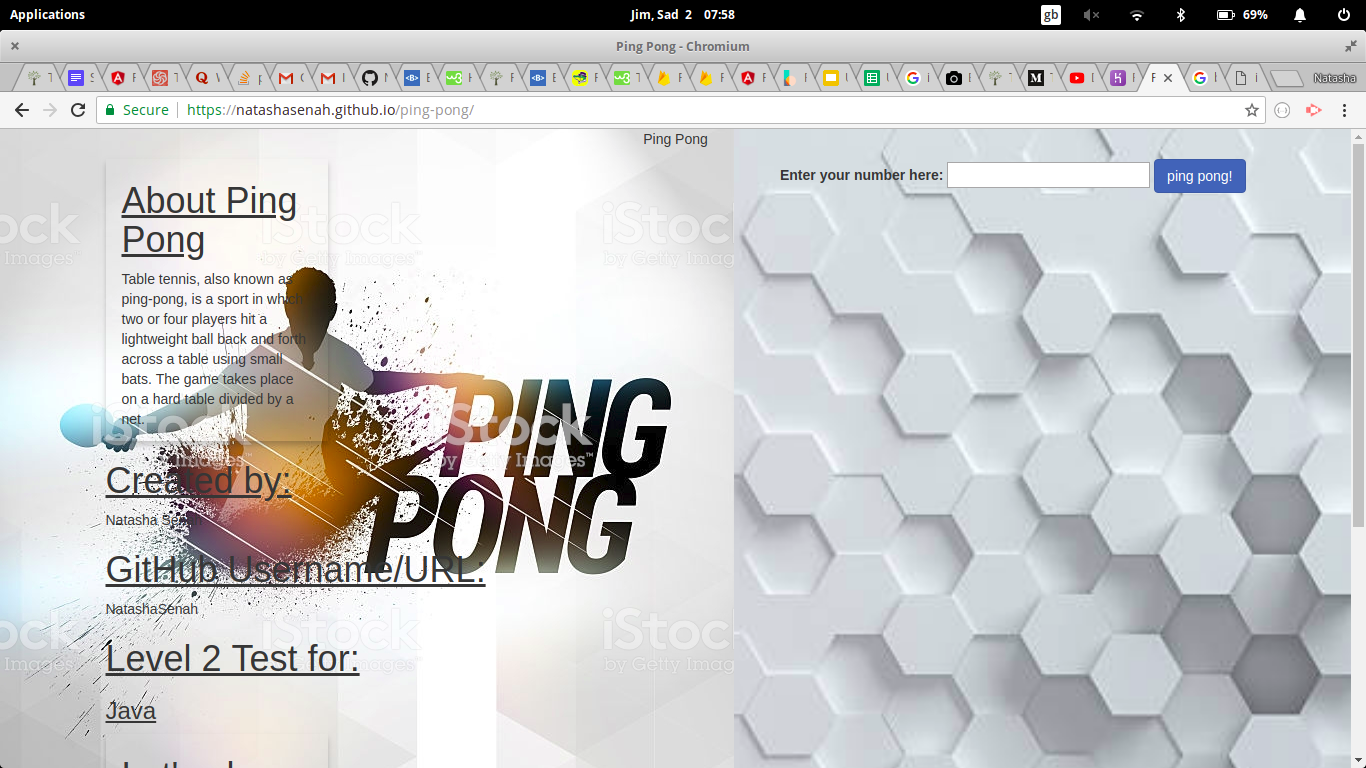 Applications
Jim, Sad 2 07:58
gb
69%
Ping Pong - Chromium
Natasha
Secure
https://natashasenah.github.io/ping-pong/
Ping Pong
About Ping
Pong
Table tennis, also known as
ping-pong, is a sport in which
two or four players hit a
lightweight ball back and forth
across a table using small
bats. The game takes place
on a hard table divided by a
net.
Created by:
Natasha Senah
GitHub Username/URL:
NatashaSenah
Level 2 Test for:
Java
PING
PONG
iStock
by Getty Images™
Enter your number here:
ping pong!